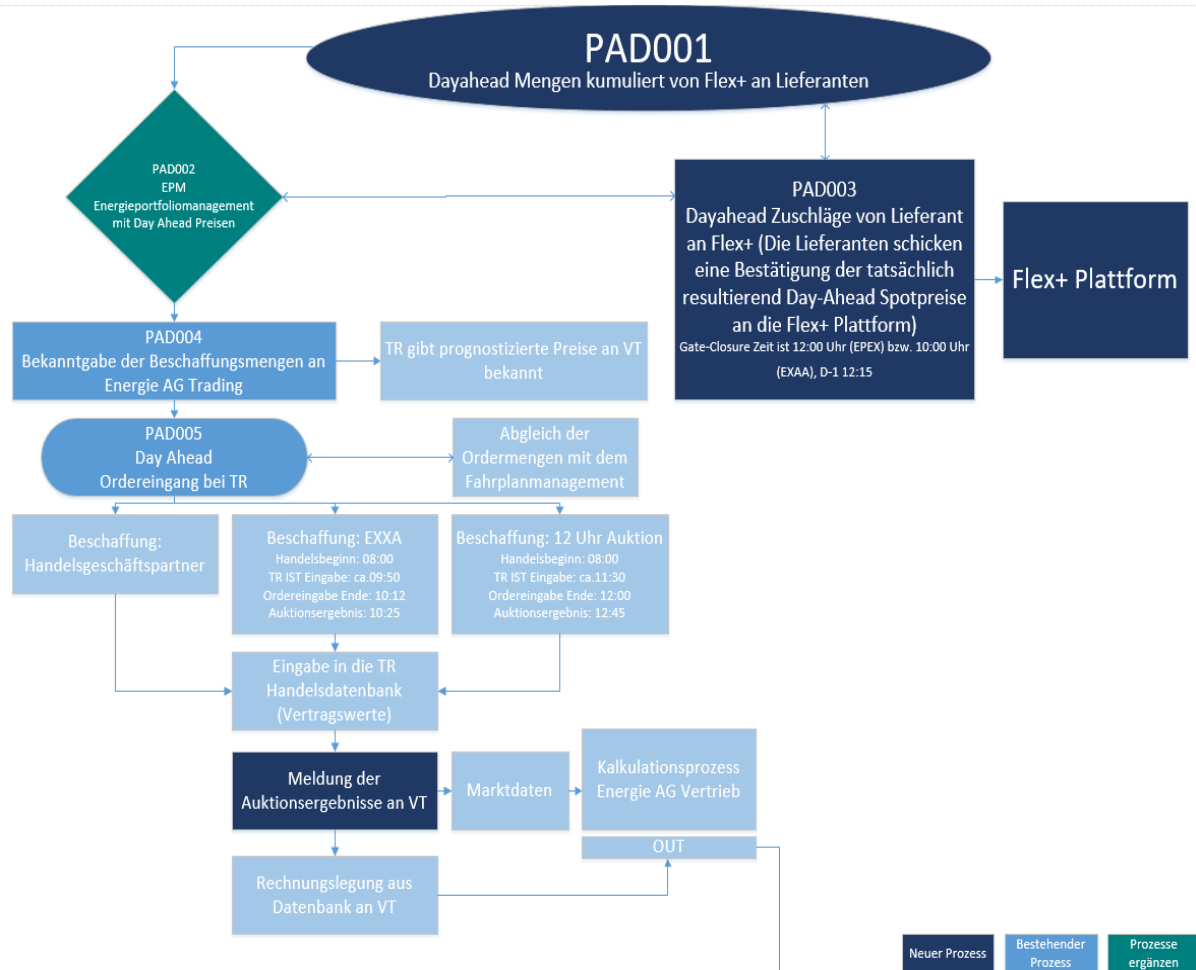 PAD001
Dayahead Mengen kumuliert von Flex+ an Lieferanten
PAD002
EPM
Energieportfoliomanagement
mit Day Ahead Preisen
PAD003
Dayahead Zuschläge von Lieferant
an Flex+ (Die Lieferanten schicken
eine Bestätigung der tatsächlich
resultierend Day-Ahead Spotpreise
an die Flex+ Plattform)
Gate-Closure Zeit ist 12:00 Uhr (EPEX) bzw. 10:00 Uhr
(EXAA), D-1 12:15
Flex+ Plattform
PAD004
Bekanntgabe der Beschaffungsmengen an
Energie AG Trading
TR gibt prognostizierte Preise an VT
bekannt
PAD005
Day Ahead
Ordereingang bei TR
Abgleich der
Ordermengen mit dem
Fahrplanmanagement
Beschaffung:
Handelsgeschäftspartner
Beschaffung: EXXA
Handelsbeginn: 08:00
TR IST Eingabe: ca.09:50
Ordereingabe Ende: 10:12
Auktionsergebnis: 10:25
Beschaffung: 12 Uhr Auktion
Handelsbeginn: 08:00
TR IST Eingabe: ca.11:30
Ordereingabe Ende: 12:00
Auktionsergebnis: 12:45
Eingabe in die TR
Handelsdatenbank
(Vertragswerte)
Meldung der
Auktionsergebnisse an VT
Marktdaten
Kalkulationsprozess
Energie AG Vertrieb
OUT
Rechnungslegung aus
Datenbank an VT
Neuer Prozess
Bestehender
Prozess
Prozesse
ergänzen